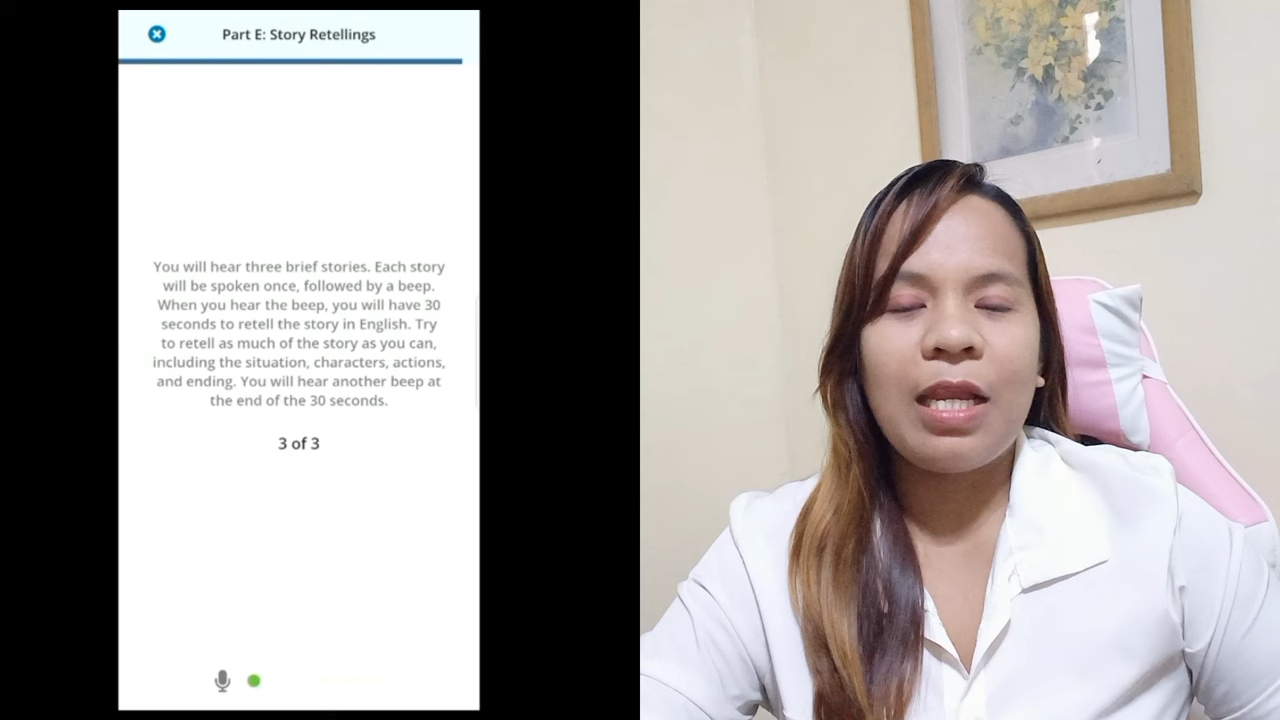 Part E: Story Retellings
You will hear three brief stories. Each story
will be spoken once, followed by a beep.
When you hear the beep, you will have 30
seconds to retell the story in English. Try
to retell as much of the story as you can,
including the situation, characters, actions,
and ending. You will hear another beep at
the end of the 30 seconds.
3 of 3